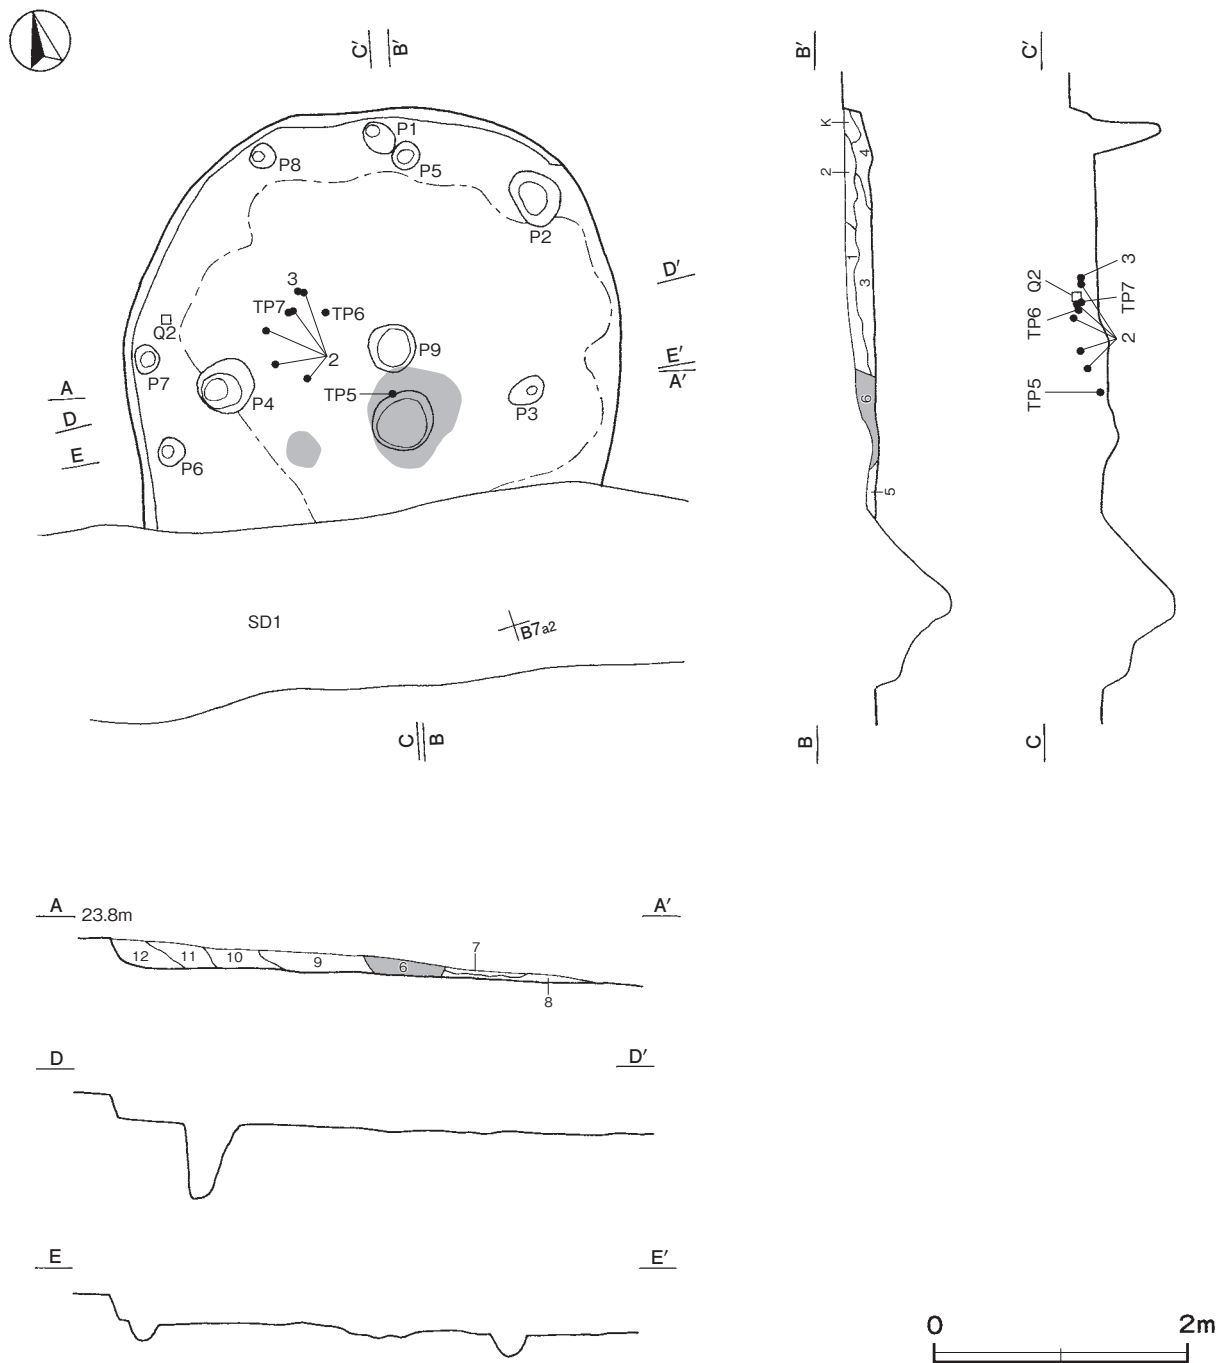 C′ B′
P1
P5
P8
P2
D′
3
TP7 TP6
Q2
P9
E′
A′
2
P7
A
P4
TP5
P3
D
E
P6
SD1
B7a2
C B
B′
K
4
2
1
3
6
5
B
C′
3
Q2
TP7
TP6
2
TP5
C
A 23.8m A′
12 11 10 9 6 7
8
D D′
E E′
0 2m